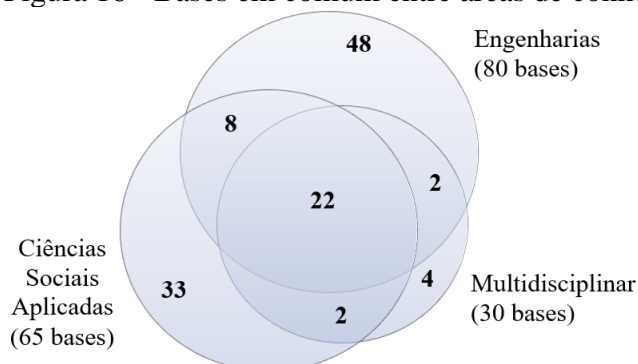 Figura 18 - Bases em comum entre áreas de conh
48
Engenharias
(80 bases)
8
2
22
Ciências
Sociais
Aplicadas
(65 bases)
33
4
Multidisciplinar
(30 bases)
2